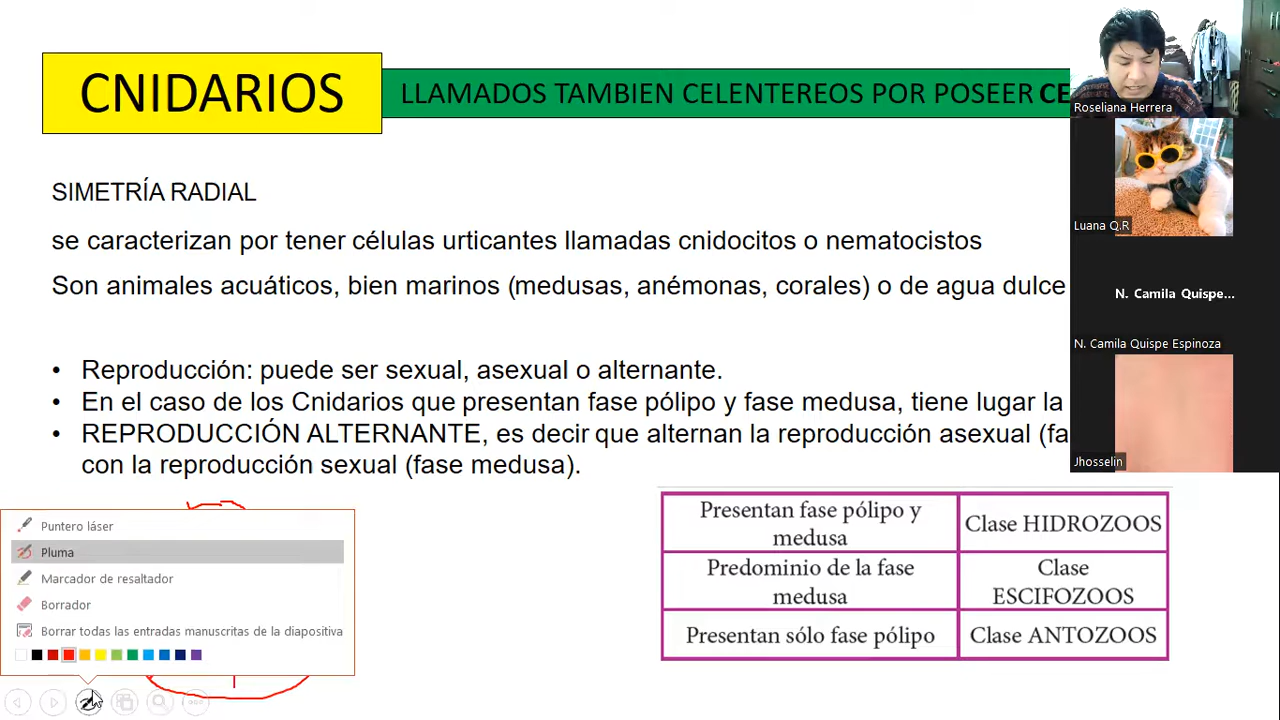 CNIDARIOS
LLAMADOS TAMBIEN CELENTEREOS POR POSEER CE
SIMETRÍA RADIAL
se caracterizan por tener células urticantes llamadas cnidocitos o nematocistos
Son animales acuáticos, bien marinos (medusas, anémonas, corales) o de agua dulce
• Reproducción: puede ser sexual, asexual o alternante.
• En el caso de los Cnidarios que presentan fase pólipo y fase medusa, tiene lugar la
• REPRODUCCIÓN ALTERNANTE, es decir que alternan la reproducción asexual (fa
con la reproducción sexual (fase medusa).
Presentan fase pólipo y
medusa
Clase HIDROZOOS
Predominio de la fase
medusa
Clase
ESCIFOZOOS
Presentan sólo fase pólipo
Clase ANTOZOOS
Puntero láser
Pluma
Marcador de resaltador
Borrador
Borrar todas las entradas manuscritas de la diapositiva
Roseliana Herrera
Luana Q.R
N. Camila Quispe...
N. Camila Quispe Espinoza
Jhosselin